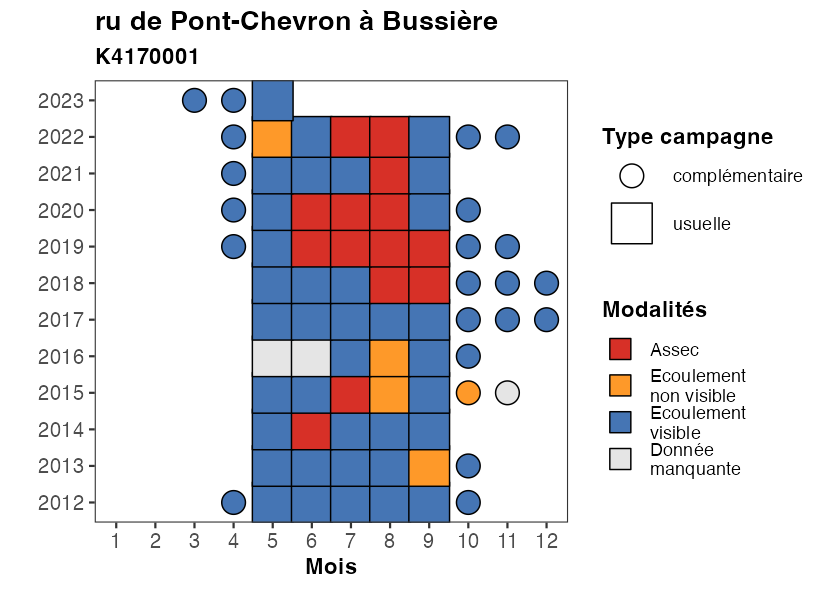 ru de Pont-Chevron à Bussière
K4170001
2023
2022
2021
2020
2019
2018
2017
2016
2015
2014
2013
2012
1 2 3 4 5 6 7 8 9 10 11 12
Mois
Type campagne
complémentaire
usuelle
Modalités
Assec
Ecoulement
non visible
Ecoulement
visible
Donnée
manquante